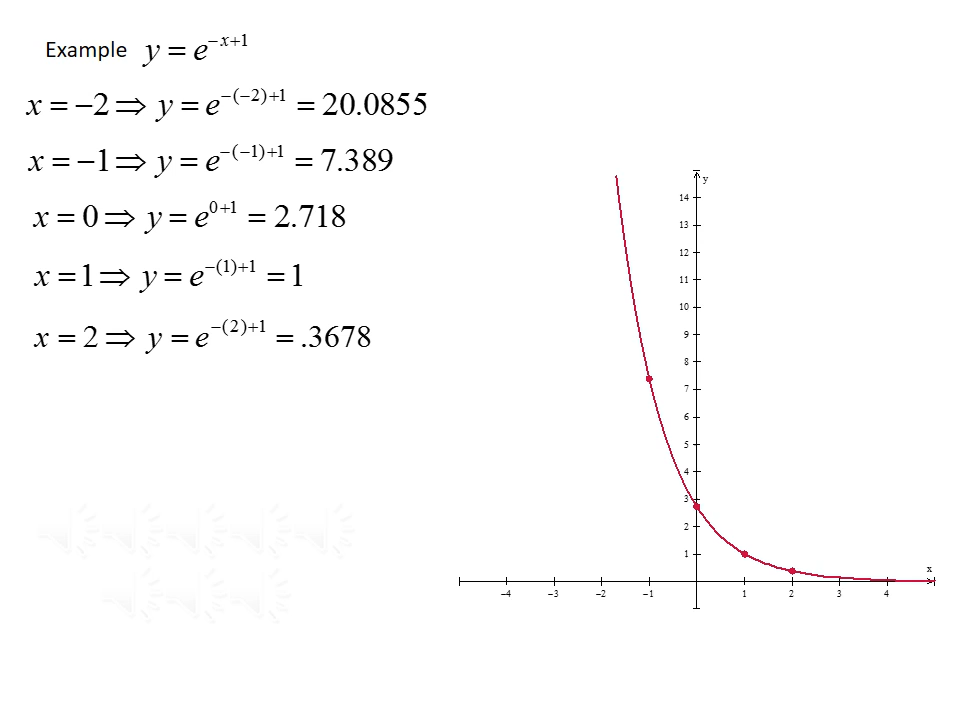 Example y = e^{-x+1}
x = −2 ⇒ y = e^{−(−2)+1} = 20.0855
x = −1 ⇒ y = e^{−(−1)+1} = 7.389
x = 0 ⇒ y = e^{0+1} = 2.718
x = 1 ⇒ y = e^{−(1)+1} = 1
x = 2 ⇒ y = e^{−(2)+1} = .3678
y
14
13
12
11
10
9
8
7
6
5
4
3
2
1
x
−4 −3 −2 −1 1 2 3 4